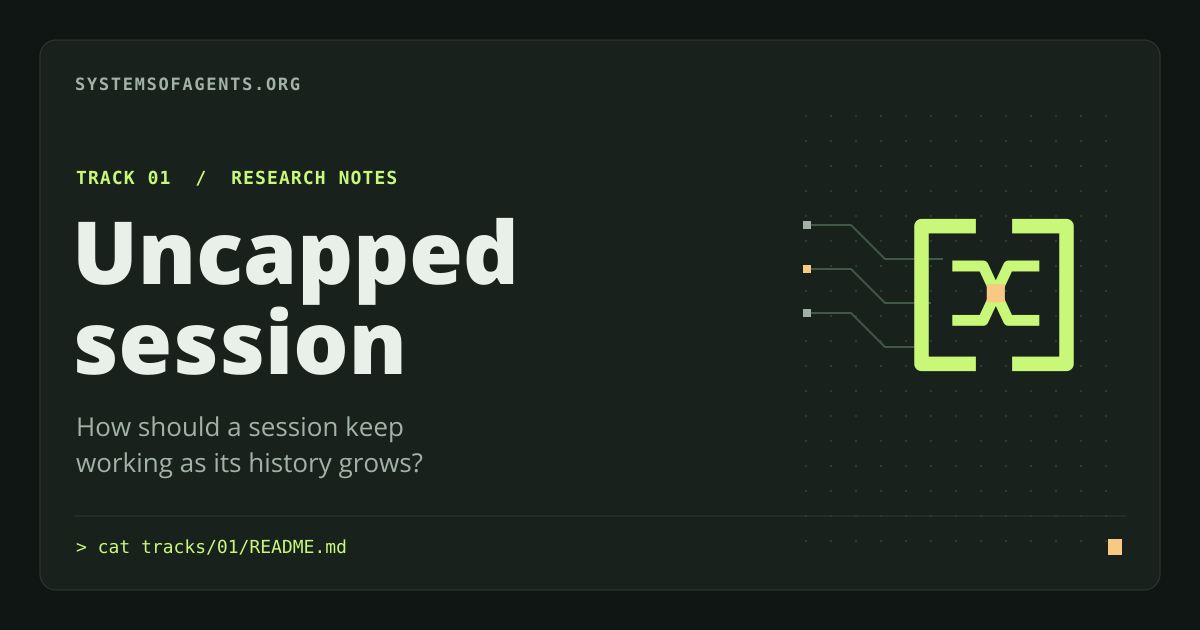 SYSTEMSOFAGENTS.ORG
TRACK 01 / RESEARCH NOTES
Uncapped
session
How should a session keep
working as its history grows?
> cat tracks/01/README.md